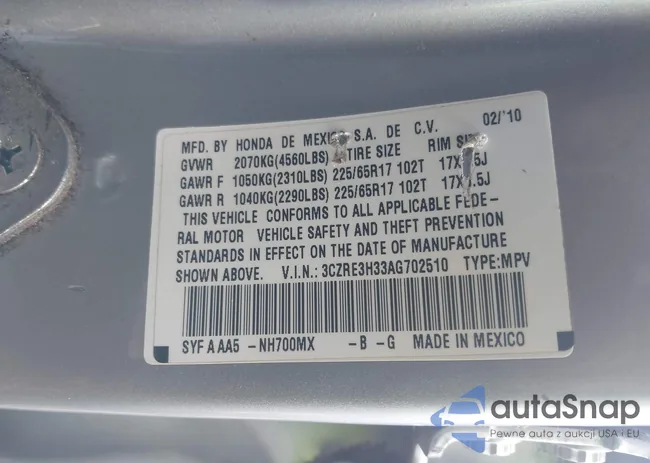 MFD. BY HONDA DE MEXICO S.A. DE C.V. 02/'10
GVWR 2070KG(4560LBS) TIRE SIZE RIM SIZE
GAWR F 1050KG(2310LBS) 225/65R17 102T
GAWR R 1040KG(2290LBS) 225/65R17 102T
THIS VEHICLE CONFORMS TO ALL APPLICABLE FEDE-
RAL MOTOR VEHICLE SAFETY AND THEFT PREVENTION
STANDARDS IN EFFECT ON THE DATE OF MANUFACTURE
SHOWN ABOVE. V.I.N.: 3CZRE3H33AG702510 TYPE:MPV
SYF A AA5 -NH700MX -B -G MADE IN MEXICO
autaSnap
Pewne auta z aukcji USA i EU